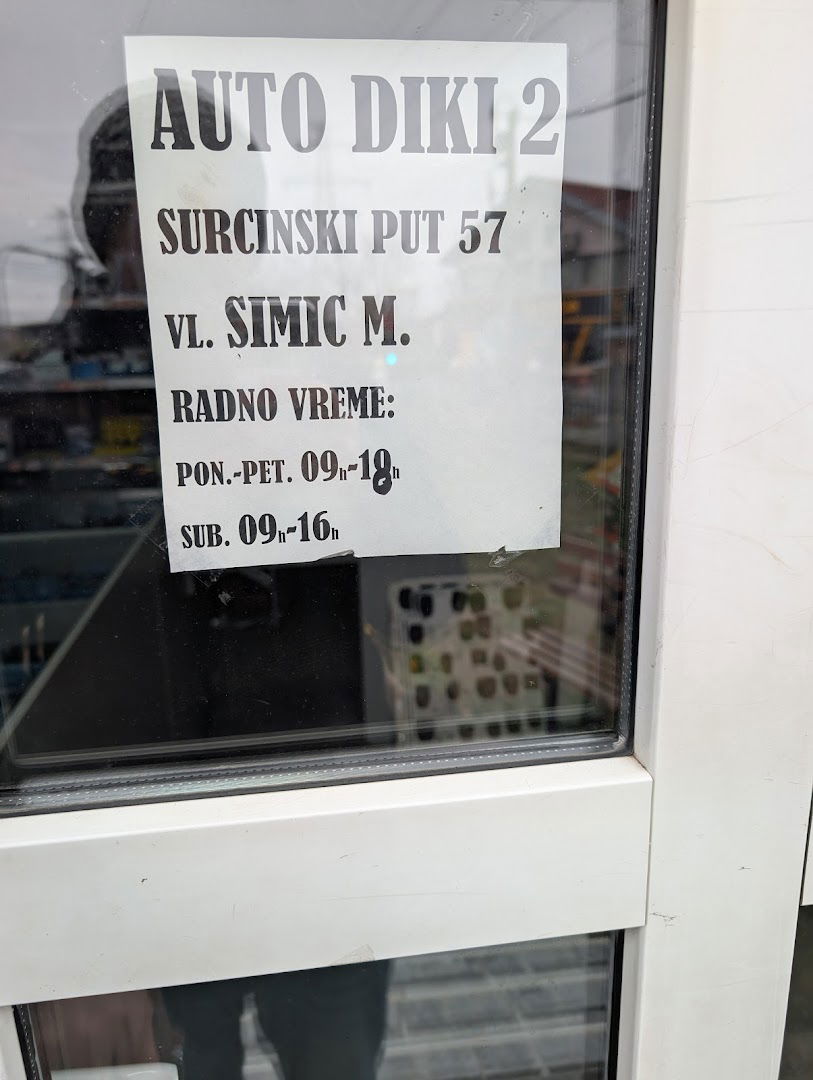 AUTO DIKI 2
SURCINSKI PUT 57
VL. SIMIC M.
RADNO VREME:
PON.-PET. 09h-18h
SUB. 09h-16h